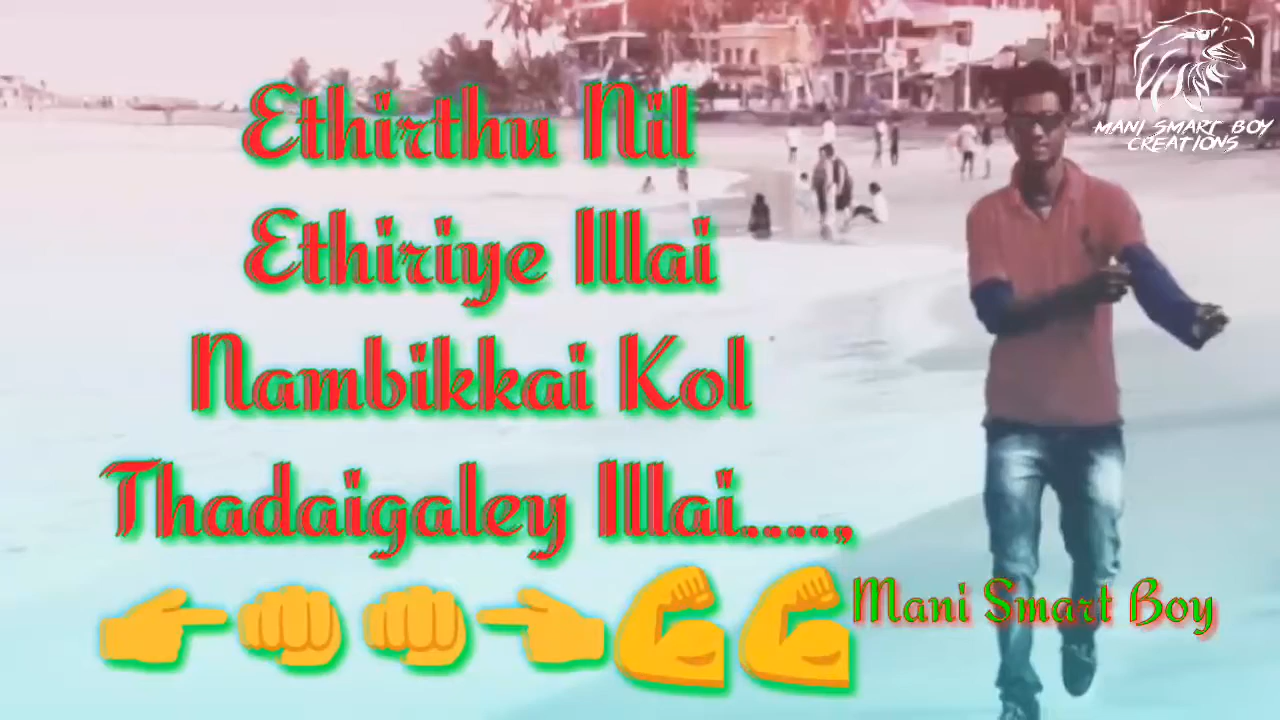 MANI SMART BOY
CREATIONS
Ethirthu Nil
Ethiriye Illai
Nambikkai Kol
Thadaigaley Illai.....,
👉👊👊👈💪💪
Mani Smart Boy